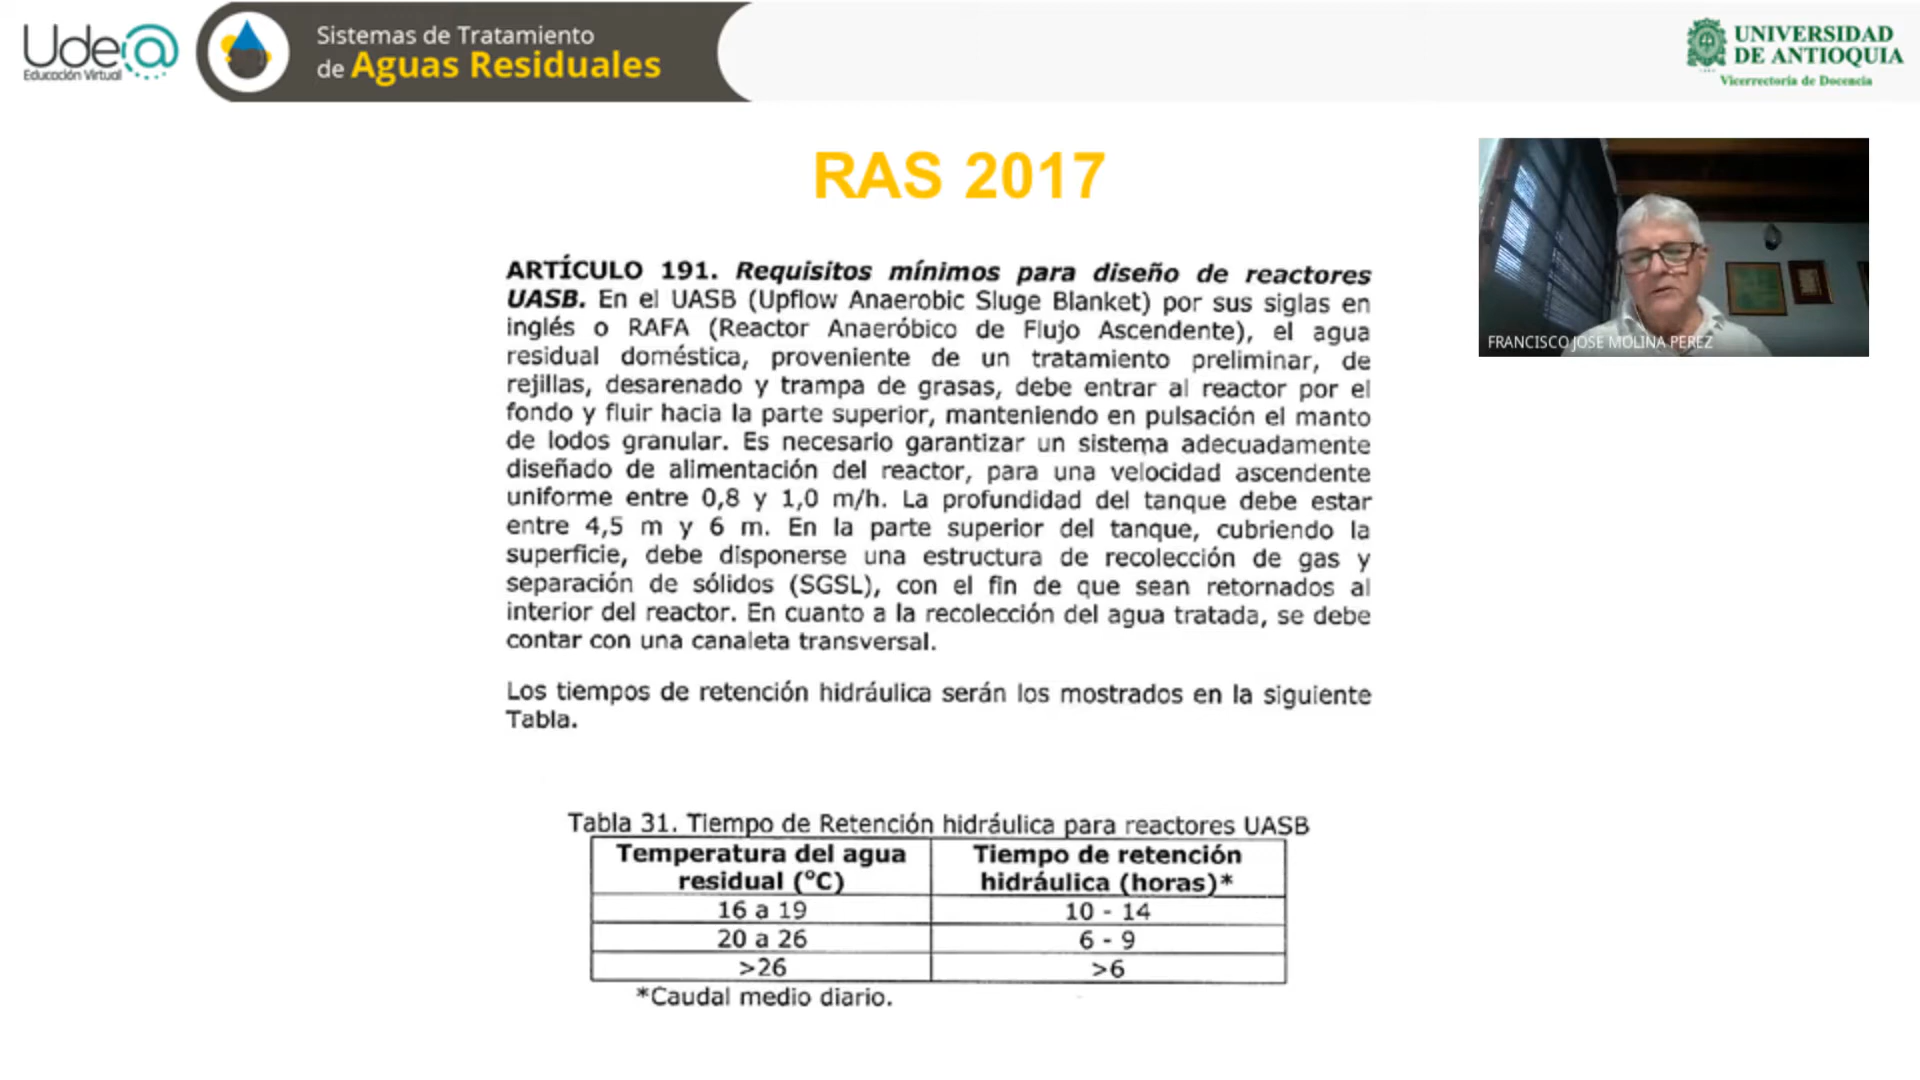 Ude@
Educación Virtual
Sistemas de Tratamiento
de Aguas Residuales
UNIVERSIDAD
DE ANTIOQUIA
Vicerrectoría de Docencia
RAS 2017
FRANCISCO JOSE MOLINA PEREZ
ARTÍCULO 191. Requisitos mínimos para diseño de reactores
UASB. En el UASB (Upflow Anaerobic Sluge Blanket) por sus siglas en
inglés o RAFA (Reactor Anaeróbico de Flujo Ascendente), el agua
residual doméstica, proveniente de un tratamiento preliminar, de
rejillas, desarenado y trampa de grasas, debe entrar al reactor por el
fondo y fluir hacia la parte superior, manteniendo en pulsación el manto
de lodos granular. Es necesario garantizar un sistema adecuadamente
diseñado de alimentación del reactor, para una velocidad ascendente
uniforme entre 0,8 y 1,0 m/h. La profundidad del tanque debe estar
entre 4,5 m y 6 m. En la parte superior del tanque, cubriendo la
superficie, debe disponerse una estructura de recolección de gas y
separación de sólidos (SGSL), con el fin de que sean retornados al
interior del reactor. En cuanto a la recolección del agua tratada, se debe
contar con una canaleta transversal.
Los tiempos de retención hidráulica serán los mostrados en la siguiente
Tabla.
Tabla 31. Tiempo de Retención hidráulica para reactores UASB
Temperatura del agua residual (°C) Tiempo de retención hidráulica (horas)*
16 a 19 10 - 14
20 a 26 6 - 9
>26 >6
*Caudal medio diario.